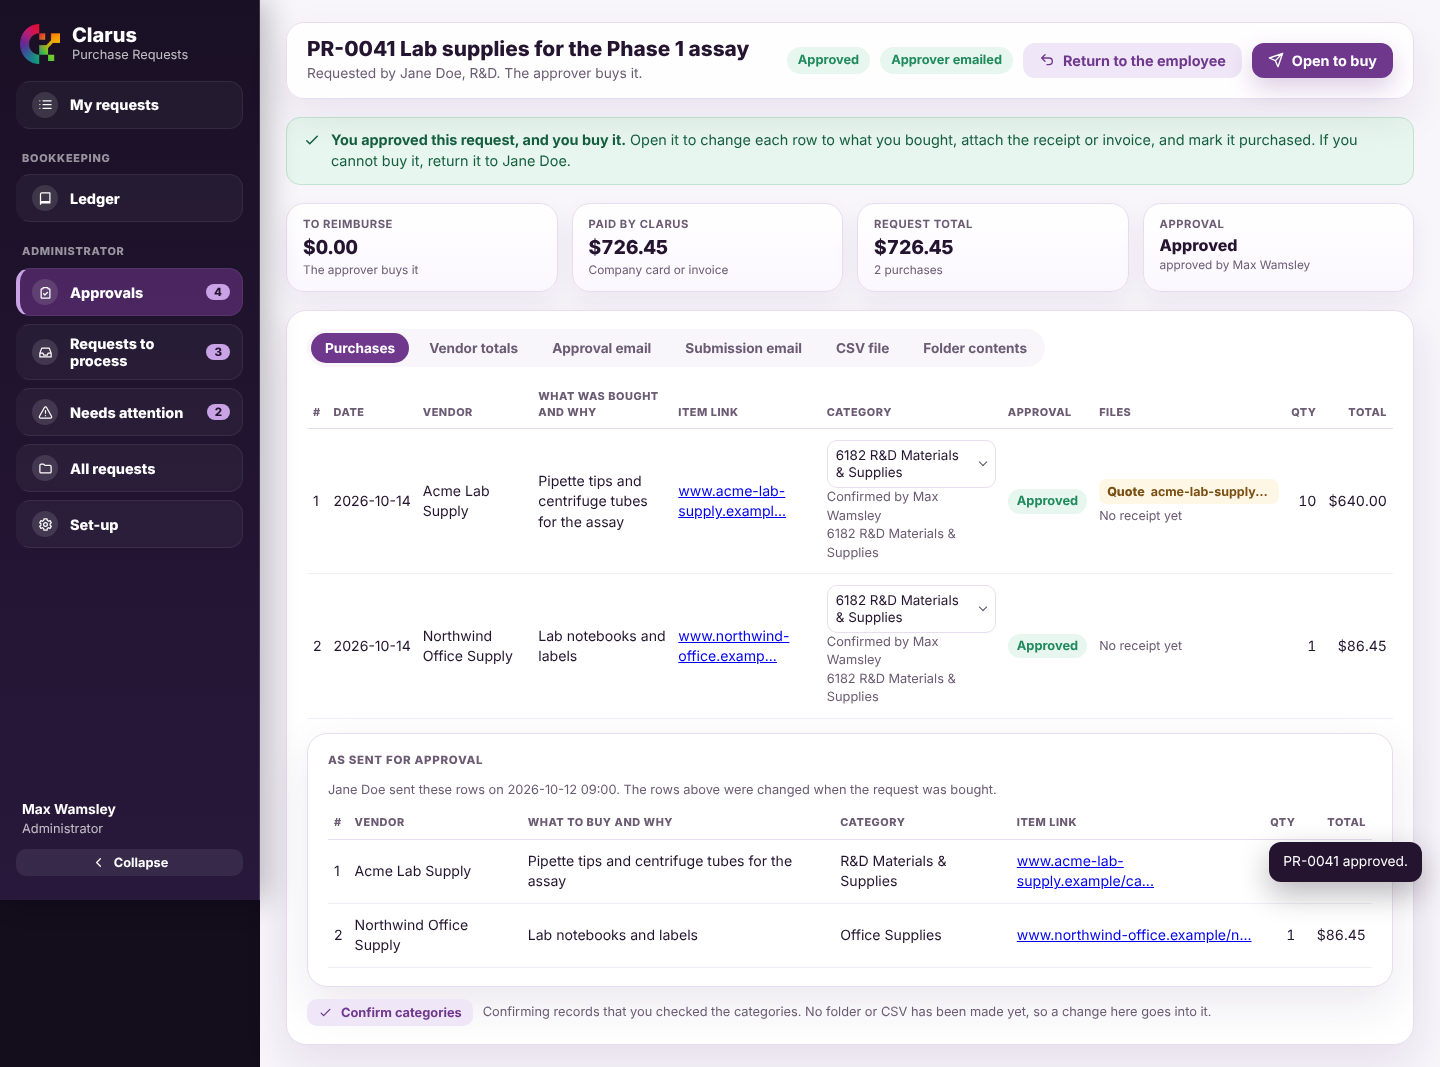 Clarus
Purchase Requests
My requests
BOOKKEEPING
Ledger
ADMINISTRATOR
Approvals 4
Requests to
process
3
Needs attention 2
All requests
Set-up
Max Wamsley
Administrator
Collapse
PR-0041 Lab supplies for the Phase 1 assay
Requested by Jane Doe, R&D. The approver buys it.
Approved
Approver emailed
Return to the employee
Open to buy
You approved this request, and you buy it. Open it to change each row to what you bought, attach the receipt or invoice, and mark it purchased. If you
cannot buy it, return it to Jane Doe.
TO REIMBURSE
$0.00
The approver buys it
PAID BY CLARUS
$726.45
Company card or invoice
REQUEST TOTAL
$726.45
2 purchases
APPROVAL
Approved
approved by Max Wamsley
Purchases Vendor totals Approval email Submission email CSV file Folder contents
# DATE VENDOR
WHAT WAS BOUGHT
AND WHY
ITEM LINK CATEGORY APPROVAL FILES QTY TOTAL
1
2026-10-14
Acme Lab
Supply
Pipette tips and
centrifuge tubes
for the assay
www.acme-lab-
supply.exampl...
6182 R&D Materials
& Supplies
Confirmed by Max
Wamsley
6182 R&D Materials &
Supplies
Approved
Quote acme-lab-supply...
No receipt yet
10
$640.00
2
2026-10-14
Northwind
Office Supply
Lab notebooks and
labels
www.northwind-
office.examp...
6182 R&D Materials
& Supplies
Confirmed by Max
Wamsley
6182 R&D Materials &
Supplies
Approved
No receipt yet
1
$86.45
AS SENT FOR APPROVAL
Jane Doe sent these rows on 2026-10-12 09:00. The rows above were changed when the request was bought.
# VENDOR WHAT TO BUY AND WHY CATEGORY ITEM LINK QTY TOTAL
1
Acme Lab Supply
Pipette tips and centrifuge tubes for the
assay
R&D Materials &
Supplies
www.acme-lab-
supply.example/ca...
PR-0041 approved.
2
Northwind Office
Supply
Lab notebooks and labels
Office Supplies
www.northwind-office.example/n...
1
$86.45
Confirm categories
Confirming records that you checked the categories. No folder or CSV has been made yet, so a change here goes into it.